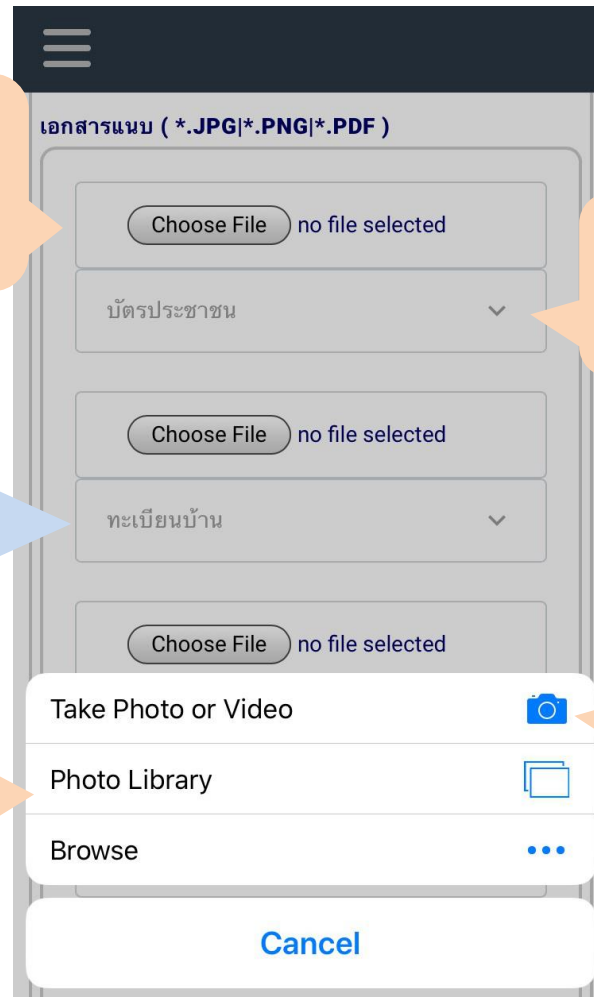 เอกสารแนบ ( *.JPG|*.PNG|*.PDF )
Choose File no file selected
บัตรประชาชน
Choose File no file selected
ทะเบียนบ้าน
Choose File no file selected
Take Photo or Video
Photo Library
Browse
Cancel